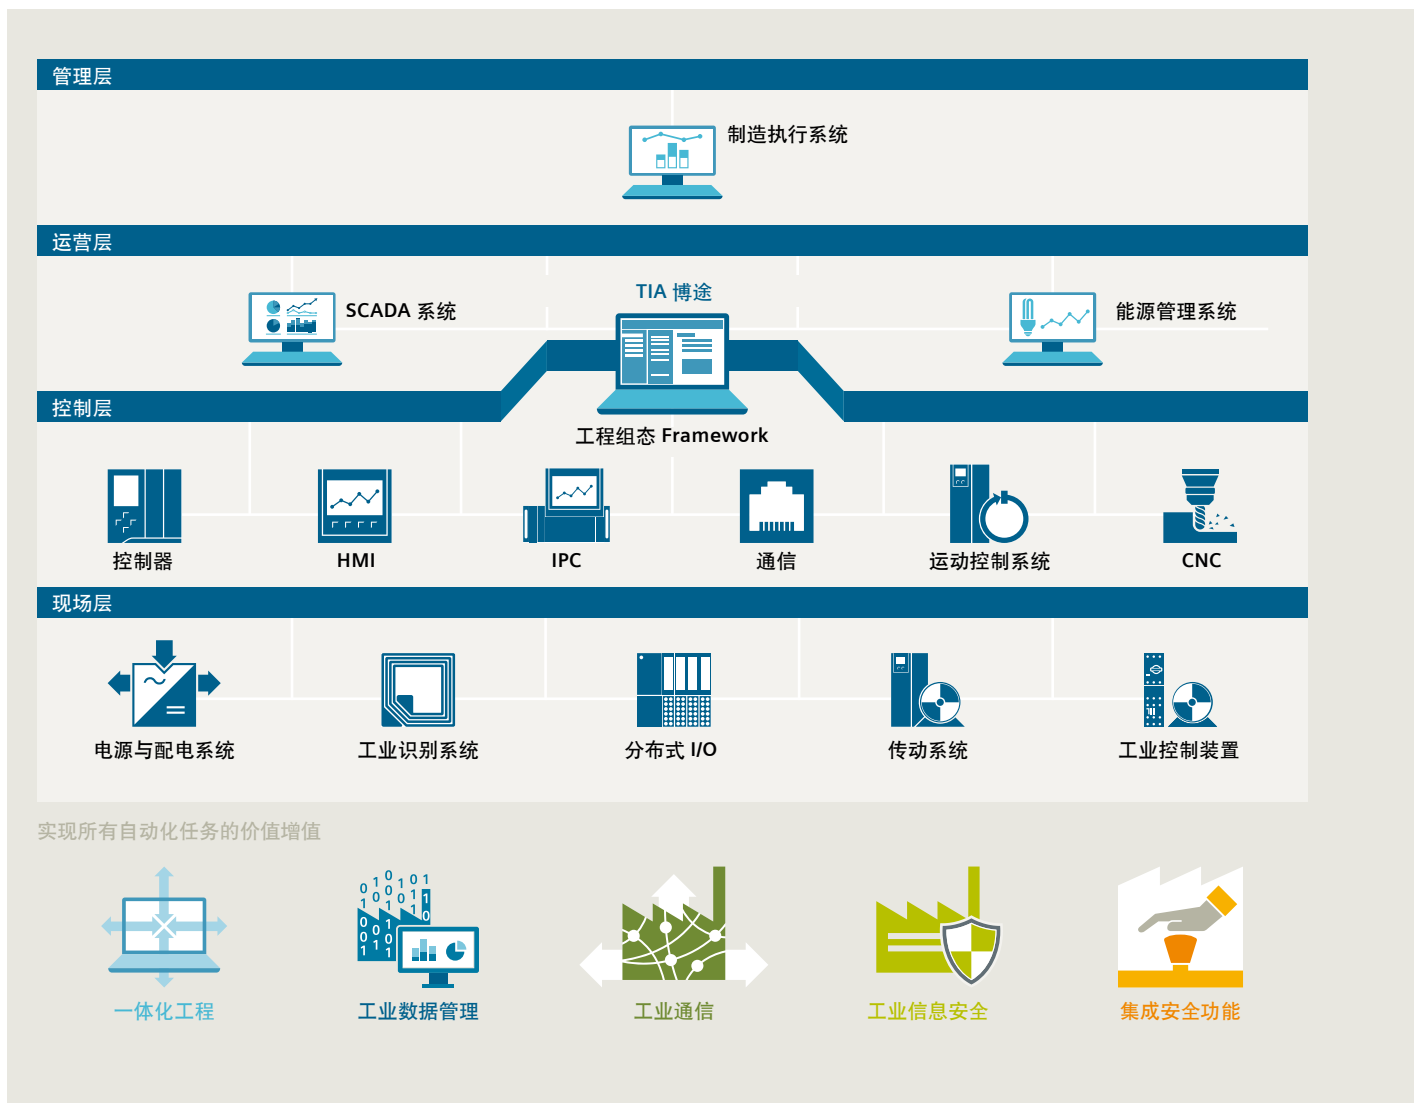 管理层
制造执行系统
运营层
SCADA 系统
TIA 博途
能源管理系统
控制层
工程组态 Framework
控制器
HMI
IPC
通信
运动控制系统
CNC
现场层
电源与配电系统
工业识别系统
分布式 I/O
传动系统
工业控制装置
实现所有自动化任务的价值增值
一体化工程
工业数据管理
工业通信
工业信息安全
集成安全功能